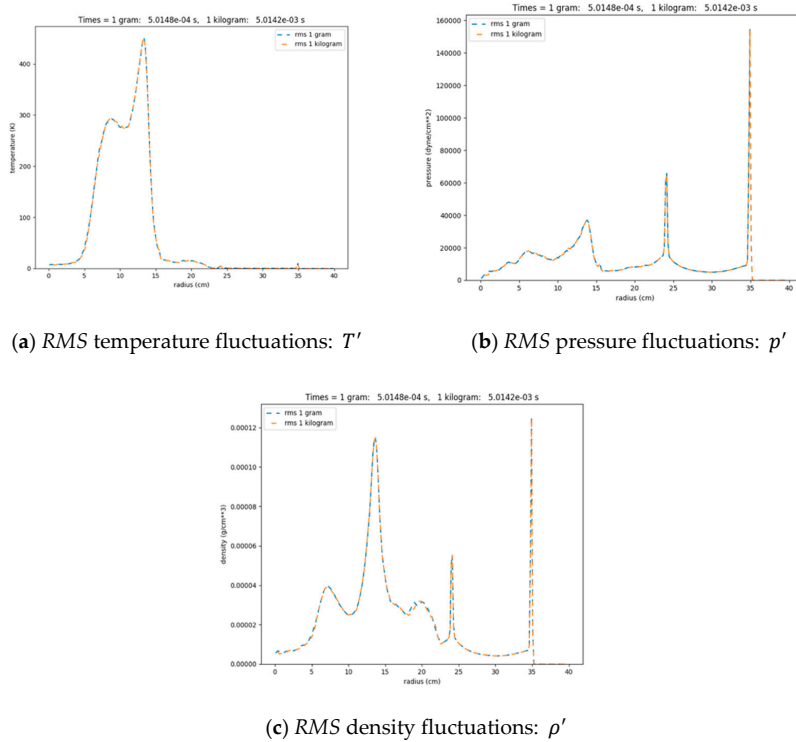 Times = 1 gram: 5.0148e-04 s, 1 kilogram: 5.0142e-03 s
rms 1 gram
rms 1 kilogram
temperature (K)
400
300
200
100
0
0 5 10 15 20 25 30 35 40
radius (cm)
(a) RMS temperature fluctuations: T′
Times = 1 gram: 5.0148e-04 s, 1 kilogram: 5.0142e-03 s
rms 1 gram
rms 1 kilogram
pressure (dyne/cm**2)
160000
140000
120000
100000
80000
60000
40000
20000
0
0 5 10 15 20 25 30 35 40
radius (cm)
(b) RMS pressure fluctuations: p′
Times = 1 gram: 5.0148e-04 s, 1 kilogram: 5.0142e-03 s
rms 1 gram
rms 1 kilogram
density (g/cm**3)
0.00012
0.00010
0.00008
0.00006
0.00004
0.00002
0.00000
0 5 10 15 20 25 30 35 40
radius (cm)
(c) RMS density fluctuations: ρ′